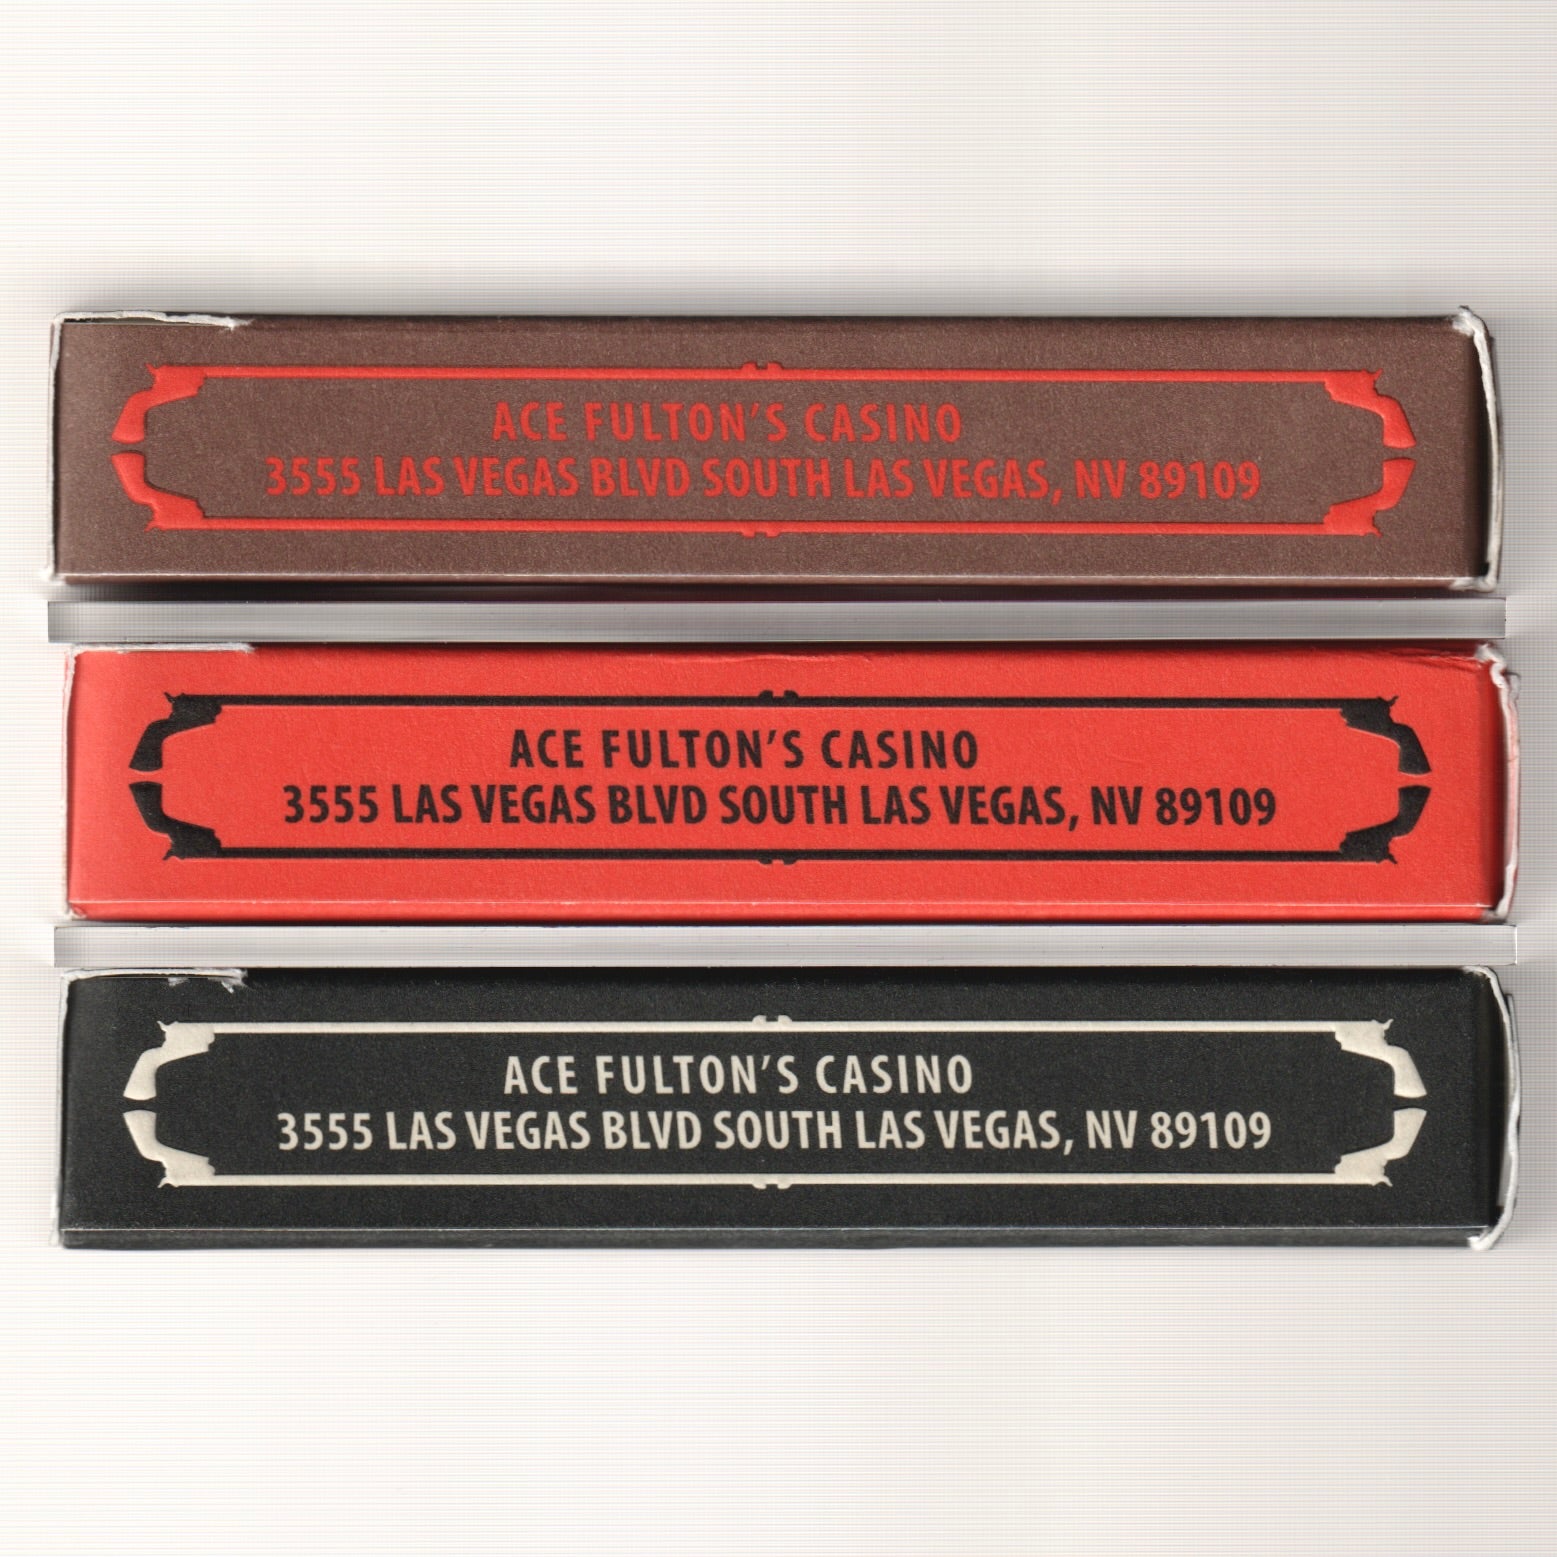 ACE FULTON'S CASINO
3555 LAS VEGAS BLVD SOUTH LAS VEGAS, NV 89109
ACE FULTON'S CASINO
3555 LAS VEGAS BLVD SOUTH LAS VEGAS, NV 89109
ACE FULTON'S CASINO
3555 LAS VEGAS BLVD SOUTH LAS VEGAS, NV 89109